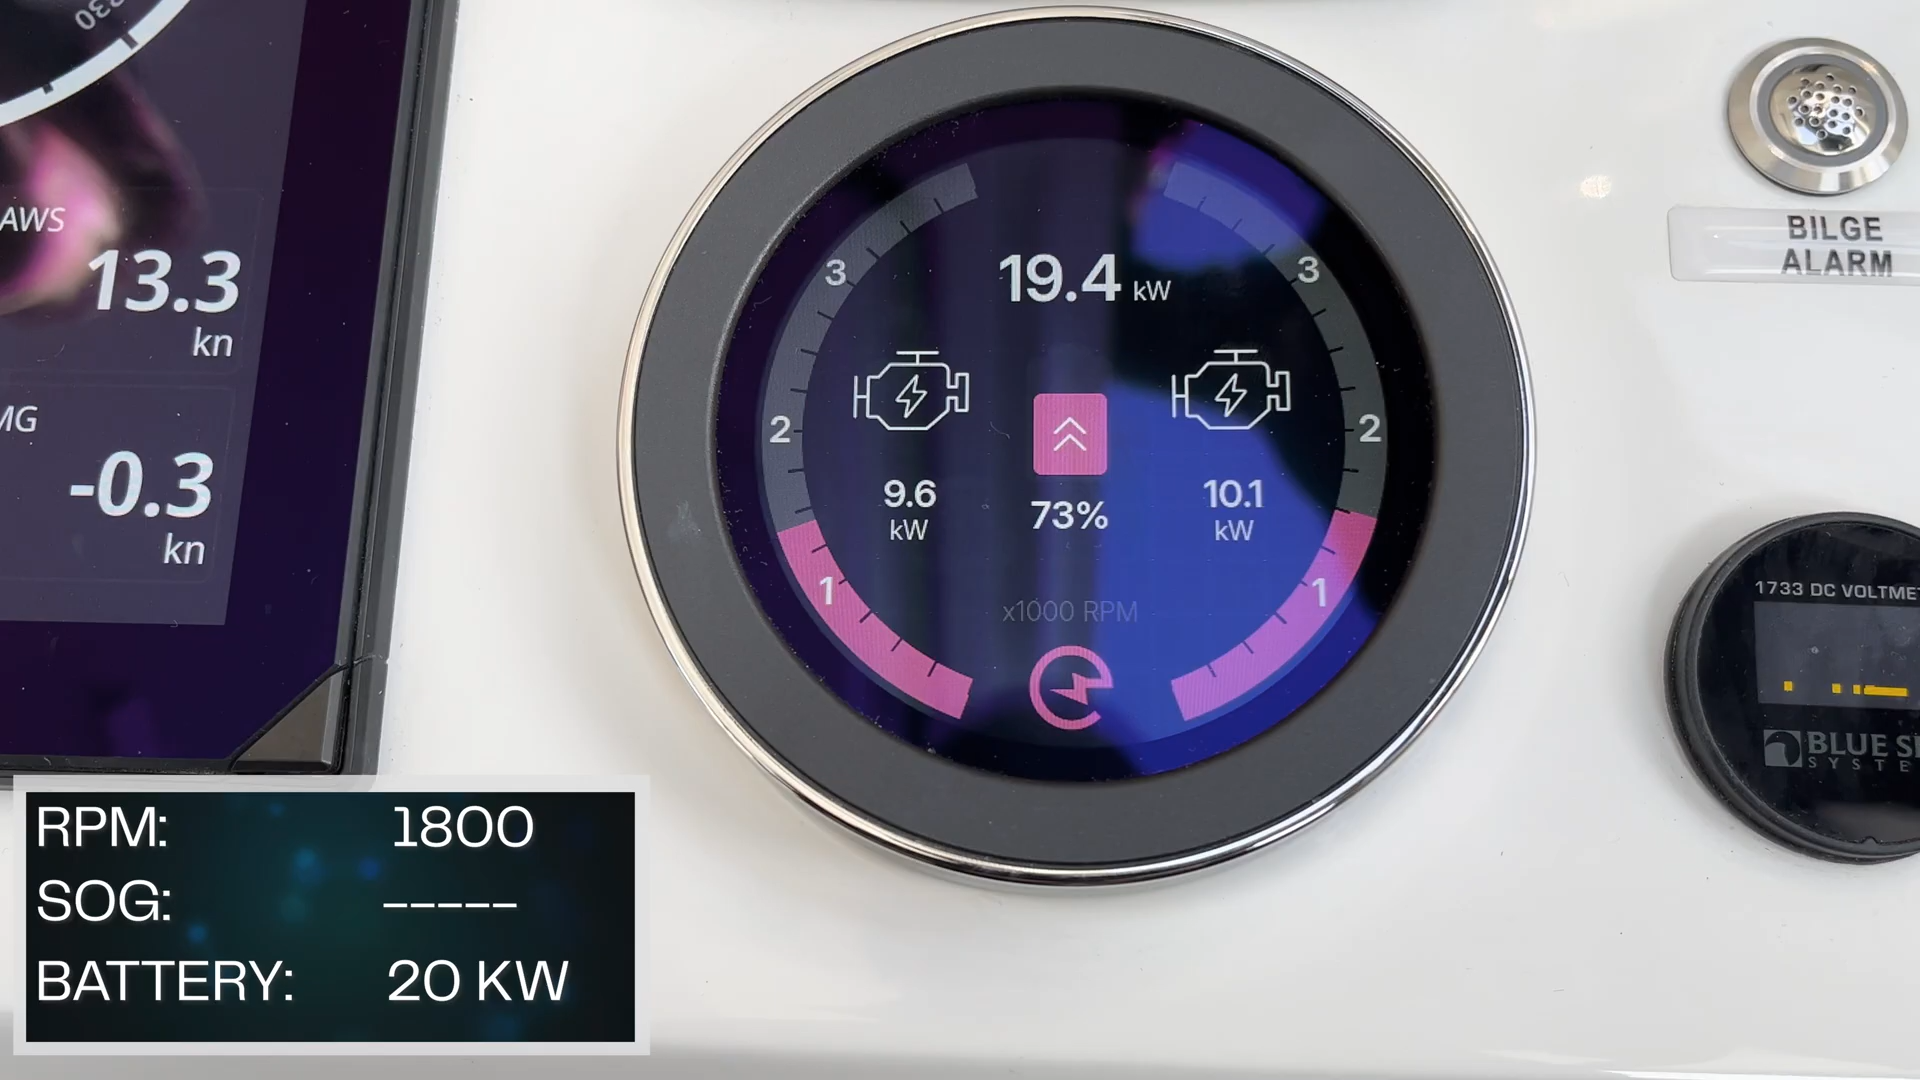 330
AWS
13.3
kn
MG
-0.3
kn
3
3
19.4 kW
2
2
9.6
kW
73%
10.1
kW
1
1
x1000 RPM
BILGE
ALARM
1733 DC VOLTMET
BLUE S
SYSTE
RPM: 1800
SOG: -----
BATTERY: 20 KW